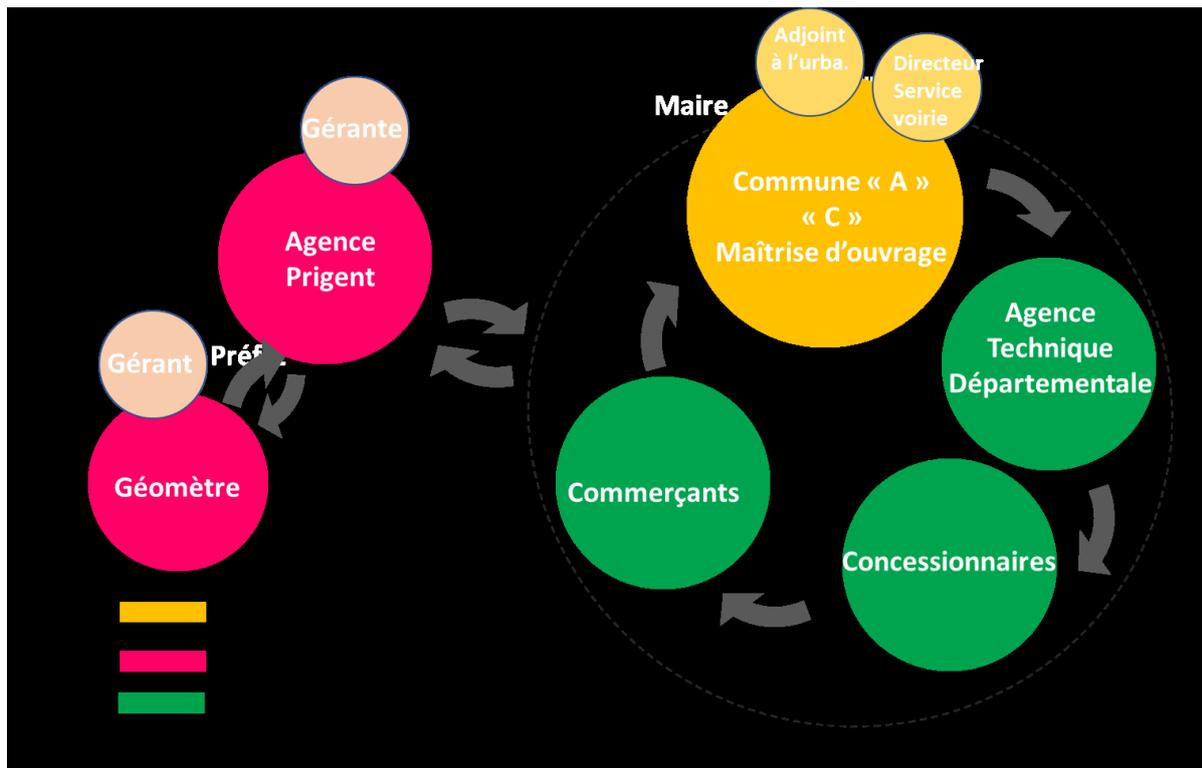 Adjoint
à l'urba.
Directeur
Service
voirie
Maire
Gérante
Commune « A »
« C »
Maîtrise d'ouvrage
Agence
Prigent
Agence
Technique
Départementale
Gérant
Géomètre
Commerçants
Concessionnaires